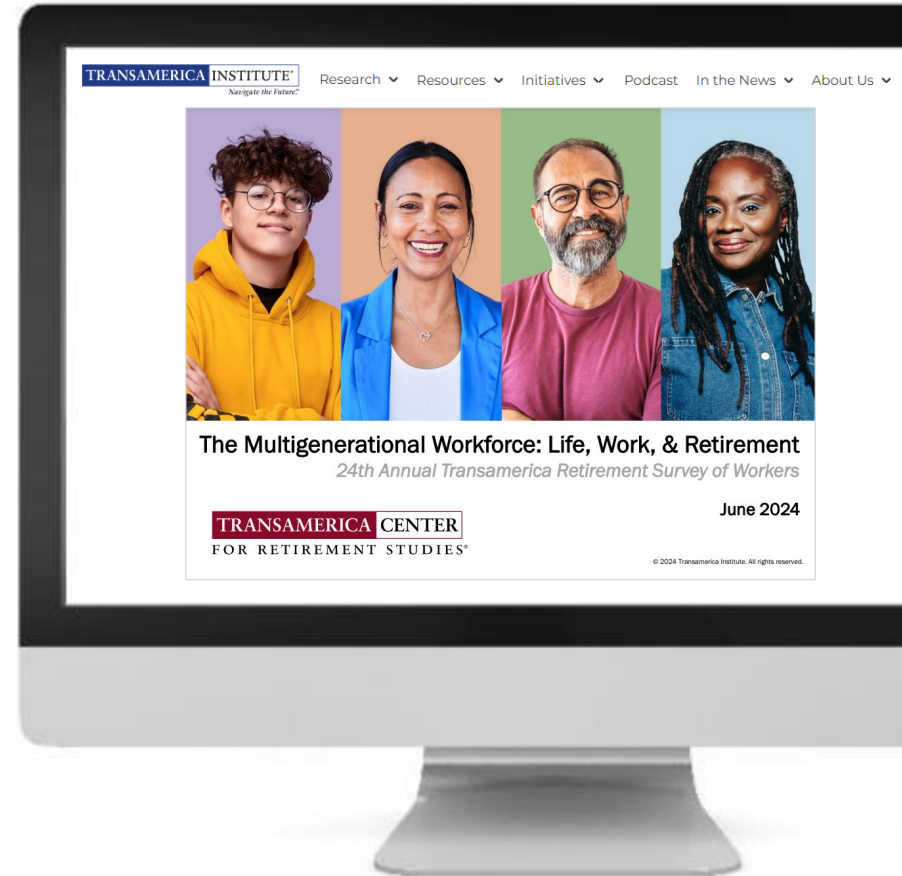 TRANSAMERICA INSTITUTE®
Navigate the Future℠
Research Resources Initiatives Podcast In the News About Us
The Multigenerational Workforce: Life, Work, & Retirement
24th Annual Transamerica Retirement Survey of Workers
June 2024
TRANSAMERICA CENTER
FOR RETIREMENT STUDIES®
© 2024 Transamerica Institute. All rights reserved.